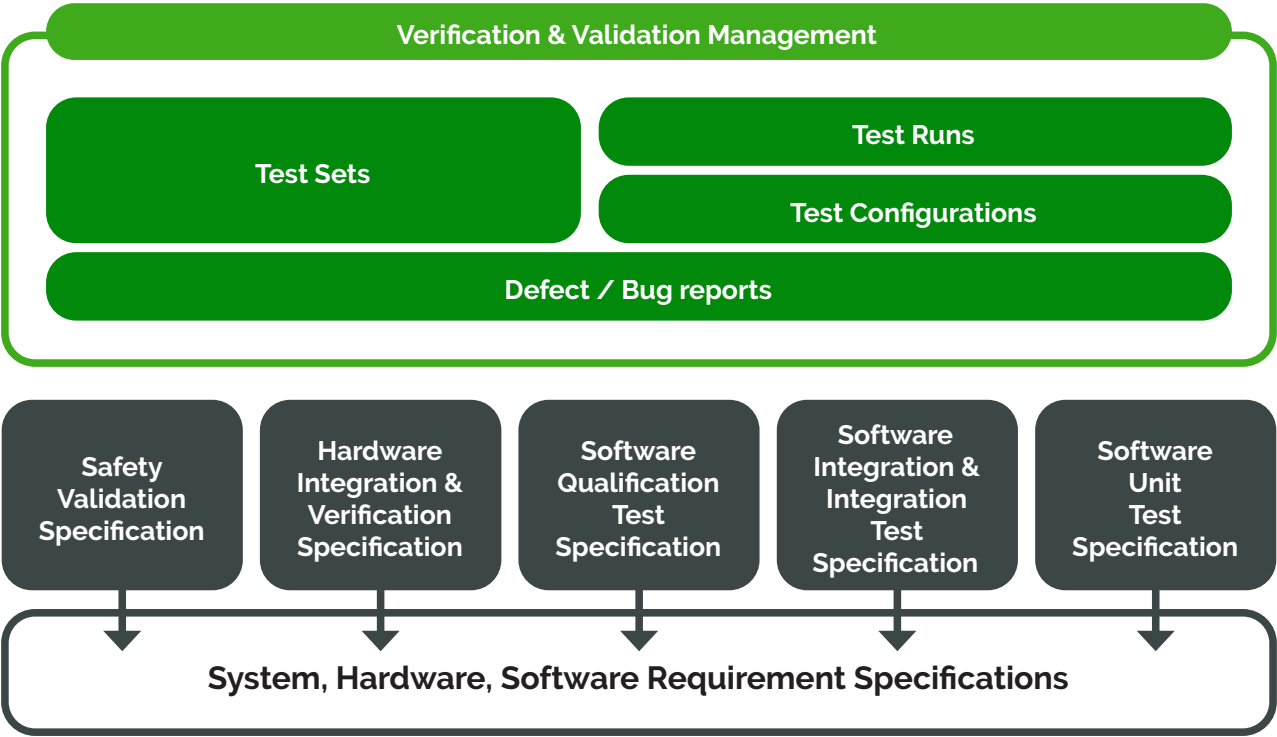 Verification & Validation Management
Test Sets
Test Runs
Test Configurations
Defect / Bug reports
Safety
Validation
Specification
Hardware
Integration &
Verification
Specification
Software
Qualification
Test
Specification
Software
Integration &
Integration
Test
Specification
Software
Unit
Test
Specification
System, Hardware, Software Requirement Specifications